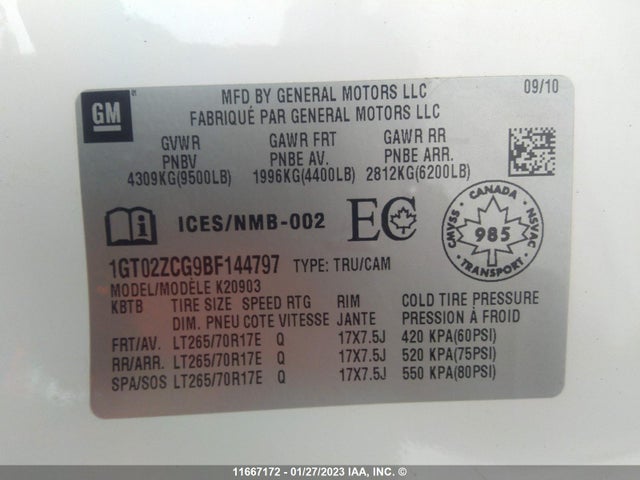 GM
MFD BY GENERAL MOTORS LLC 09/10
FABRIQUÉ PAR GENERAL MOTORS LLC
GVWR GAWR FRT GAWR RR
PNBV PNBE AV. PNBE ARR.
4309KG(9500LB) 1996KG(4400LB) 2812KG(6200LB)
ICES/NMB-002 EC
CANADA
CMVSS 985 NSVAC
TRANSPORT
1GT02ZCG9BF144797 TYPE: TRU/CAM
MODEL/MODÈLE K20903
KBTB TIRE SIZE SPEED RTG RIM COLD TIRE PRESSURE
DIM. PNEU COTE VITESSE JANTE PRESSION À FROID
FRT/AV. LT265/70R17E Q 17X7.5J 420 KPA(60PSI)
RR/ARR. LT265/70R17E Q 17X7.5J 520 KPA(75PSI)
SPA/SOS LT265/70R17E Q 17X7.5J 550 KPA(80PSI)
11667172 - 01/27/2023 IAA, INC. ©